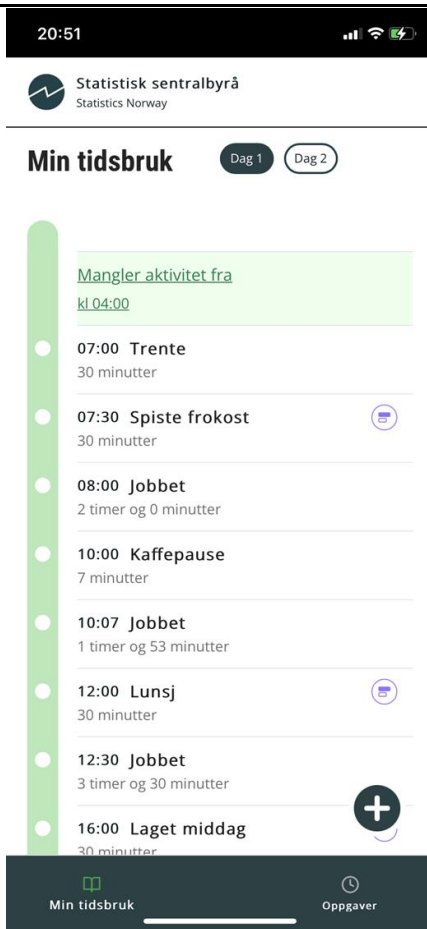 20:51
Statistisk sentralbyrå
Statistics Norway
Min tidsbruk
Dag 1
Dag 2
Mangler aktivitet fra
kl 04:00
07:00 Trente
30 minutter
07:30 Spiste frokost
30 minutter
08:00 Jobbet
2 timer og 0 minutter
10:00 Kaffepause
7 minutter
10:07 Jobbet
1 timer og 53 minutter
12:00 Lunsj
30 minutter
12:30 Jobbet
3 timer og 30 minutter
16:00 Laget middag
30 minutter
Min tidsbruk
Oppgaver